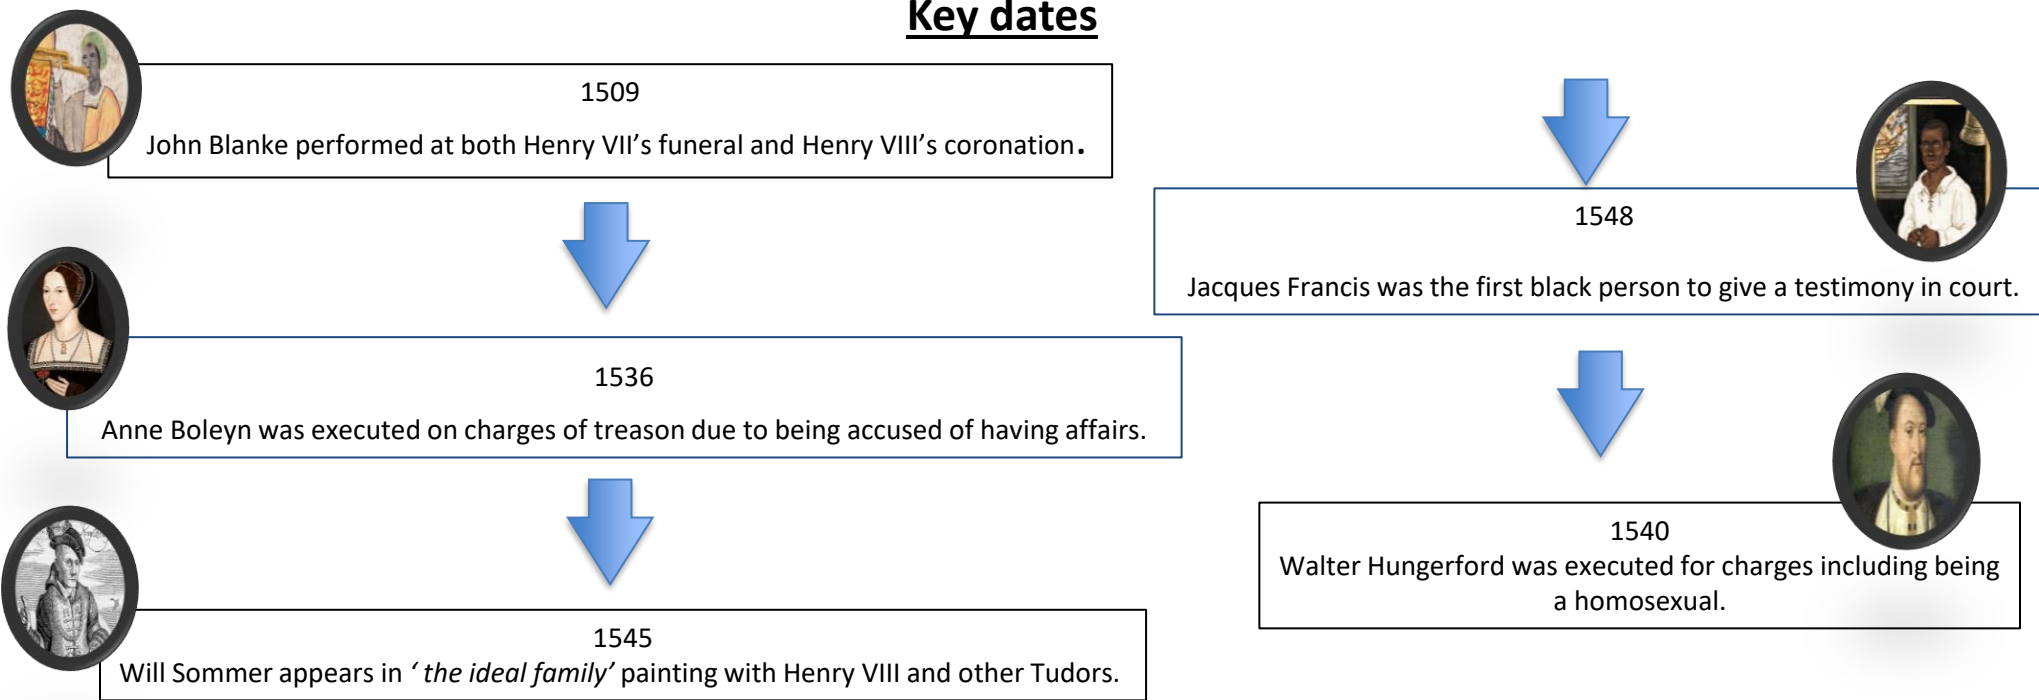 Key dates
1509
John Blanke performed at both Henry VII’s funeral and Henry VIII’s coronation.
1536
Anne Boleyn was executed on charges of treason due to being accused of having affairs.
1545
Will Sommer appears in ‘ the ideal family’ painting with Henry VIII and other Tudors.
1548
Jacques Francis was the first black person to give a testimony in court.
1540
Walter Hungerford was executed for charges including being
a homosexual.